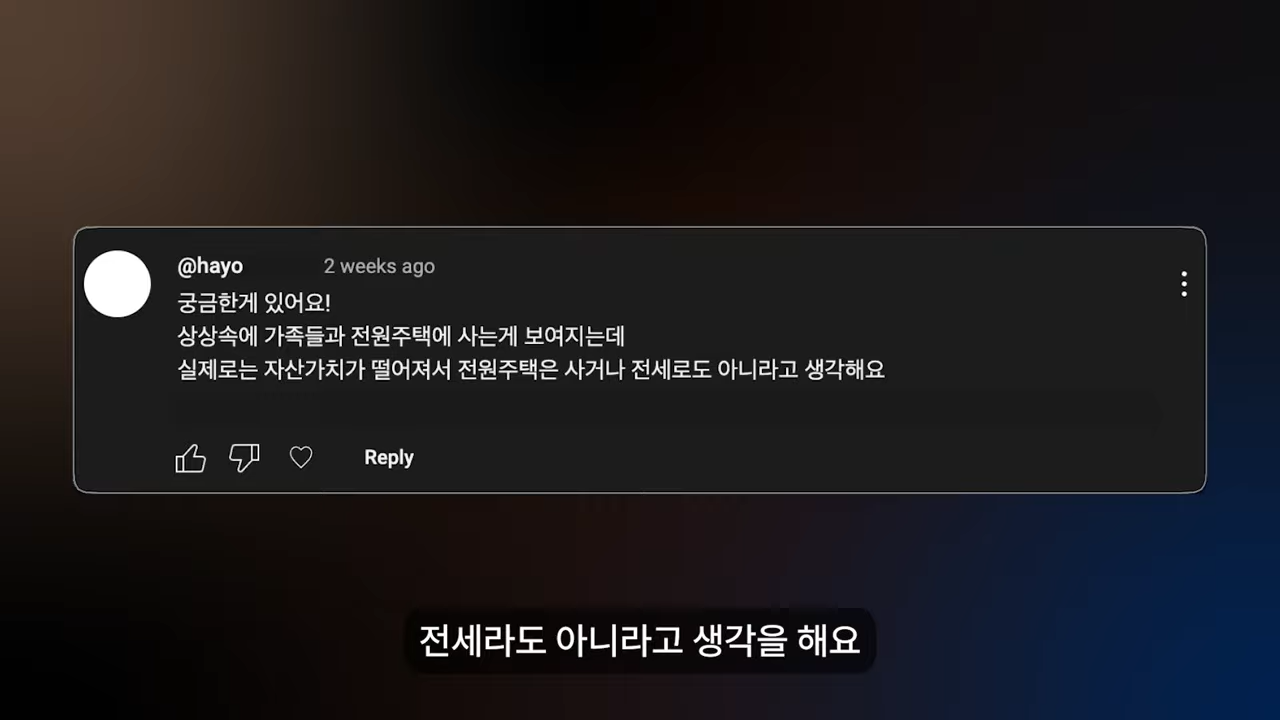 @hayo 2 weeks ago
궁금한게 있어요!
상상속에 가족들과 전원주택에 사는게 보여지는데
실제로는 자산가치가 떨어져서 전원주택은 사거나 전세로도 아니라고 생각해요
Reply
전세라도 아니라고 생각을 해요